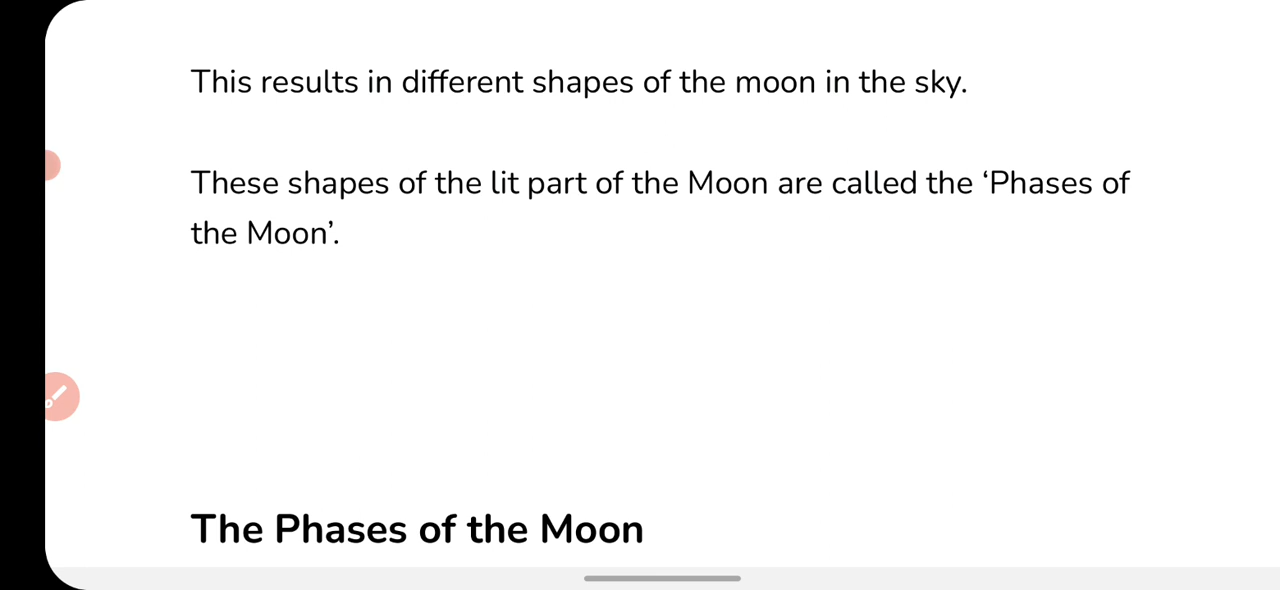 This results in different shapes of the moon in the sky.
These shapes of the lit part of the Moon are called the ‘Phases of
the Moon’.
The Phases of the Moon